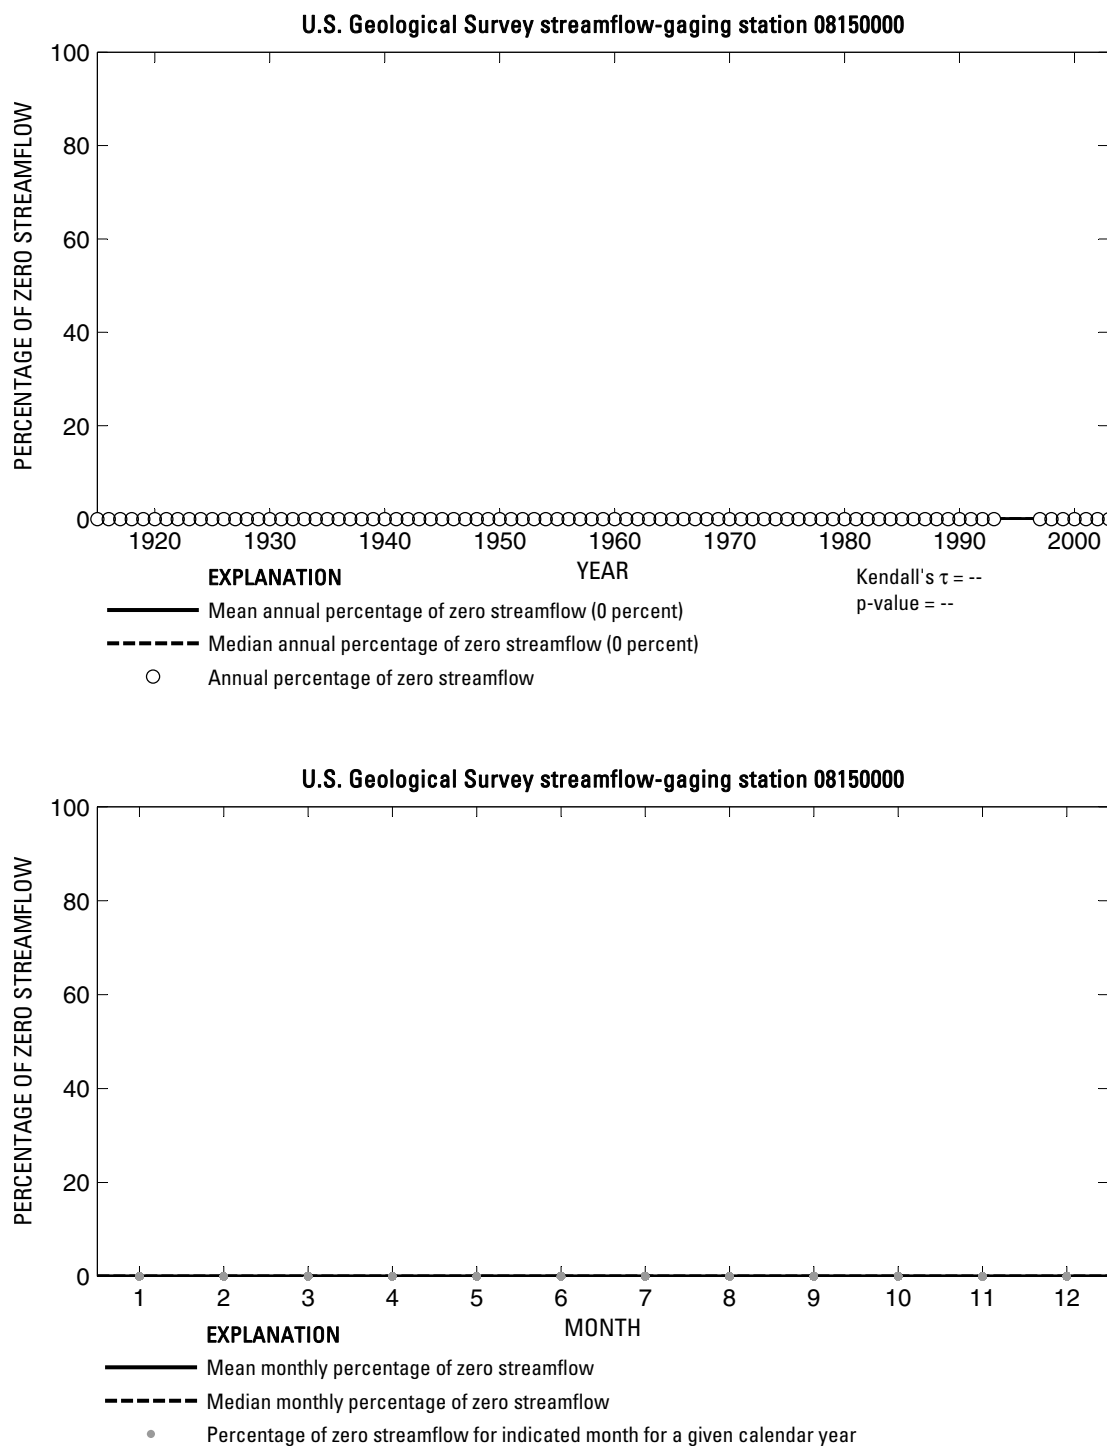 U.S. Geological Survey streamflow-gaging station 08150000
PERCENTAGE OF ZERO STREAMFLOW
100
80
60
40
20
0
1920 1930 1940 1950 1960 1970 1980 1990 2000
YEAR
EXPLANATION
Mean annual percentage of zero streamflow (0 percent)
Median annual percentage of zero streamflow (0 percent)
Annual percentage of zero streamflow
Kendall's τ = --
p-value = --
U.S. Geological Survey streamflow-gaging station 08150000
PERCENTAGE OF ZERO STREAMFLOW
100
80
60
40
20
0
1 2 3 4 5 6 7 8 9 10 11 12
MONTH
EXPLANATION
Mean monthly percentage of zero streamflow
Median monthly percentage of zero streamflow
Percentage of zero streamflow for indicated month for a given calendar year